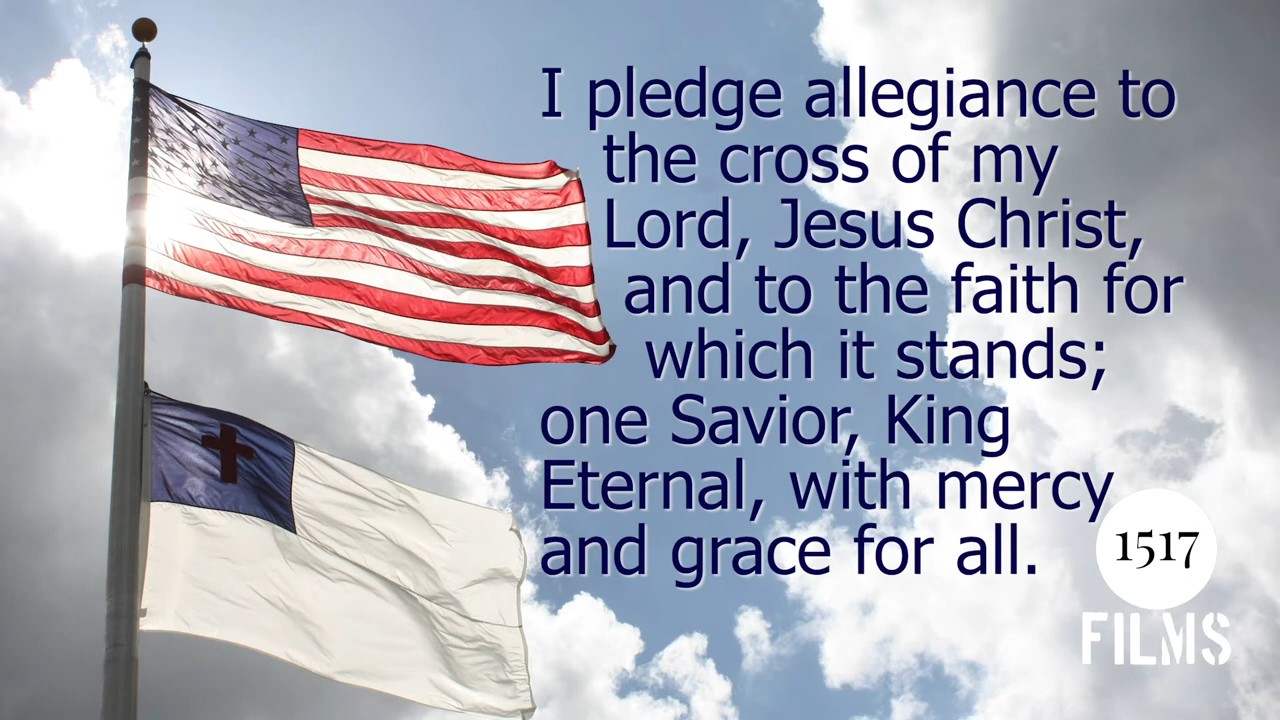 I pledge allegiance to
the cross of my
Lord, Jesus Christ,
and to the faith for
which it stands;
one Savior, King
Eternal, with mercy
and grace for all.
1517
FILMS